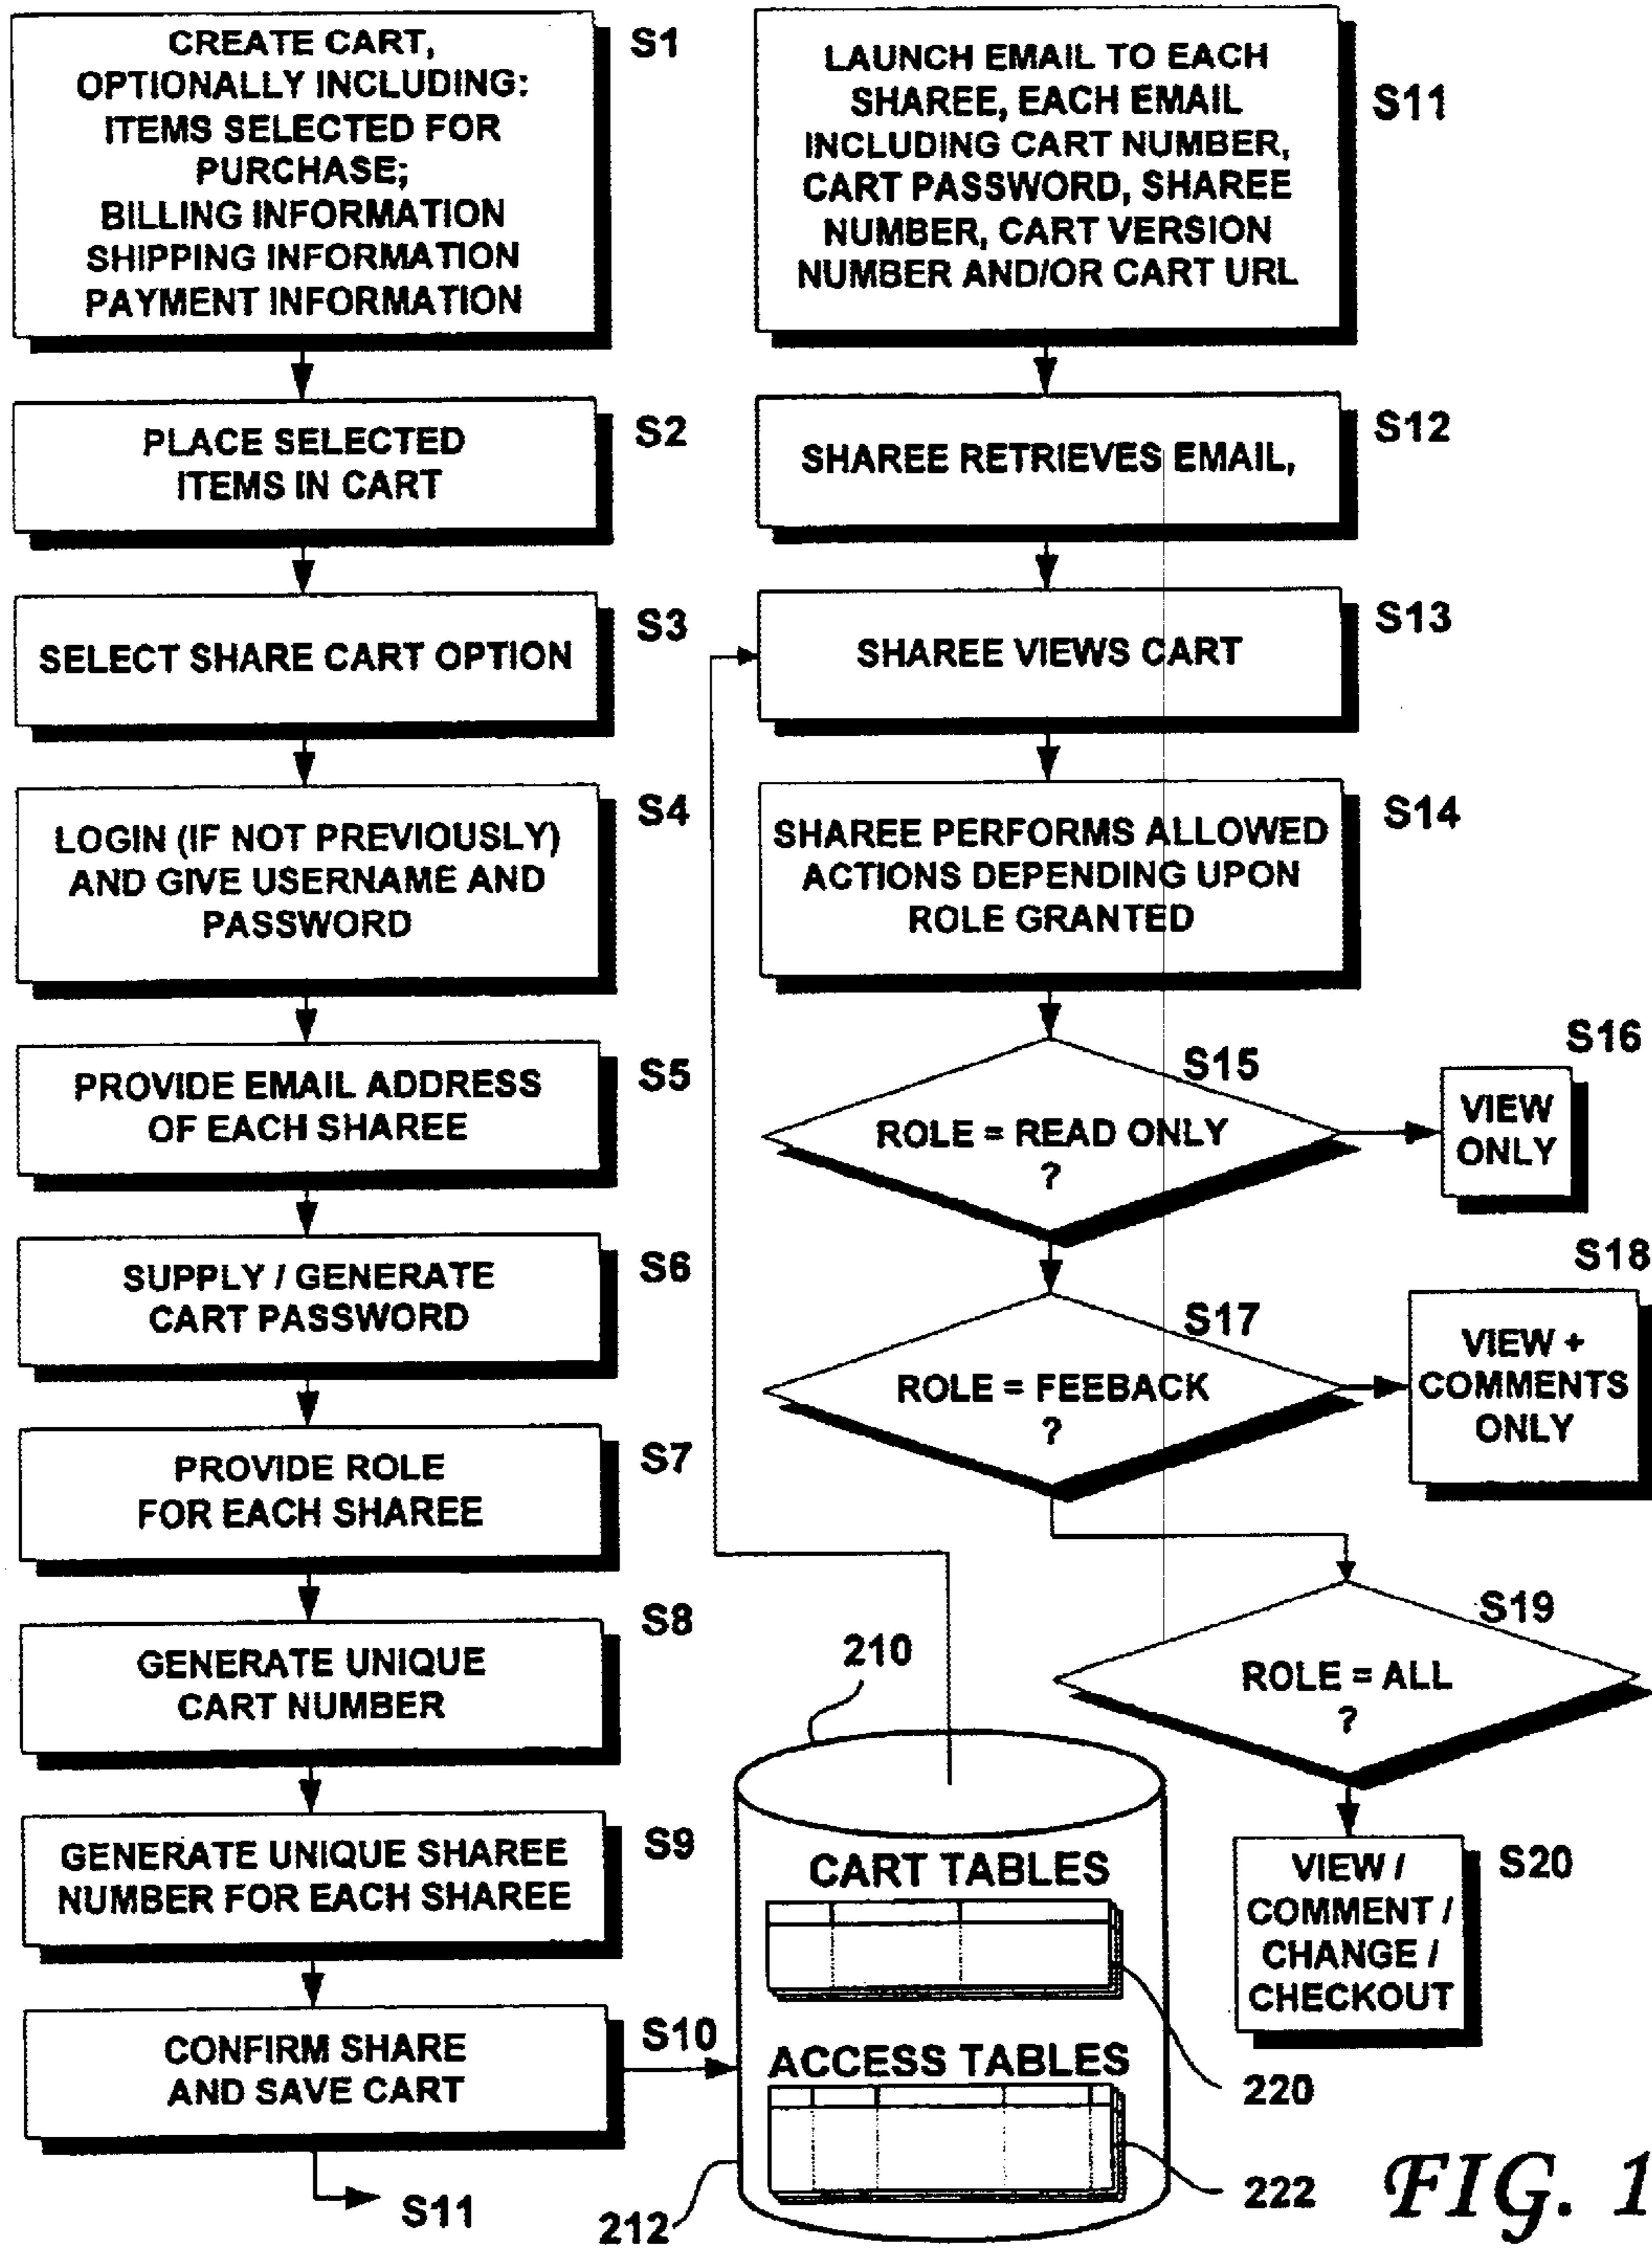 CREATE CART,
OPTIONALLY INCLUDING:
ITEMS SELECTED FOR
PURCHASE;
BILLING INFORMATION
SHIPPING INFORMATION
PAYMENT INFORMATION
S1
PLACE SELECTED
ITEMS IN CART
S2
SELECT SHARE CART OPTION
S3
LOGIN (IF NOT PREVIOUSLY)
AND GIVE USERNAME AND
PASSWORD
S4
PROVIDE EMAIL ADDRESS
OF EACH SHAREE
S5
SUPPLY / GENERATE
CART PASSWORD
S6
PROVIDE ROLE
FOR EACH SHAREE
S7
GENERATE UNIQUE
CART NUMBER
S8
GENERATE UNIQUE SHAREE
NUMBER FOR EACH SHAREE
S9
CONFIRM SHARE
AND SAVE CART
S10
S11
LAUNCH EMAIL TO EACH
SHAREE, EACH EMAIL
INCLUDING CART NUMBER,
CART PASSWORD, SHAREE
NUMBER, CART VERSION
NUMBER AND/OR CART URL
S11
SHAREE RETRIEVES EMAIL,
S12
SHAREE VIEWS CART
S13
SHAREE PERFORMS ALLOWED
ACTIONS DEPENDING UPON
ROLE GRANTED
S14
ROLE = READ ONLY
?
S15
VIEW
ONLY
S16
ROLE = FEEBACK
?
S17
VIEW +
COMMENTS
ONLY
S18
ROLE = ALL
?
S19
VIEW /
COMMENT /
CHANGE /
CHECKOUT
S20
210
CART TABLES
220
ACCESS TABLES
222
212
FIG. 1